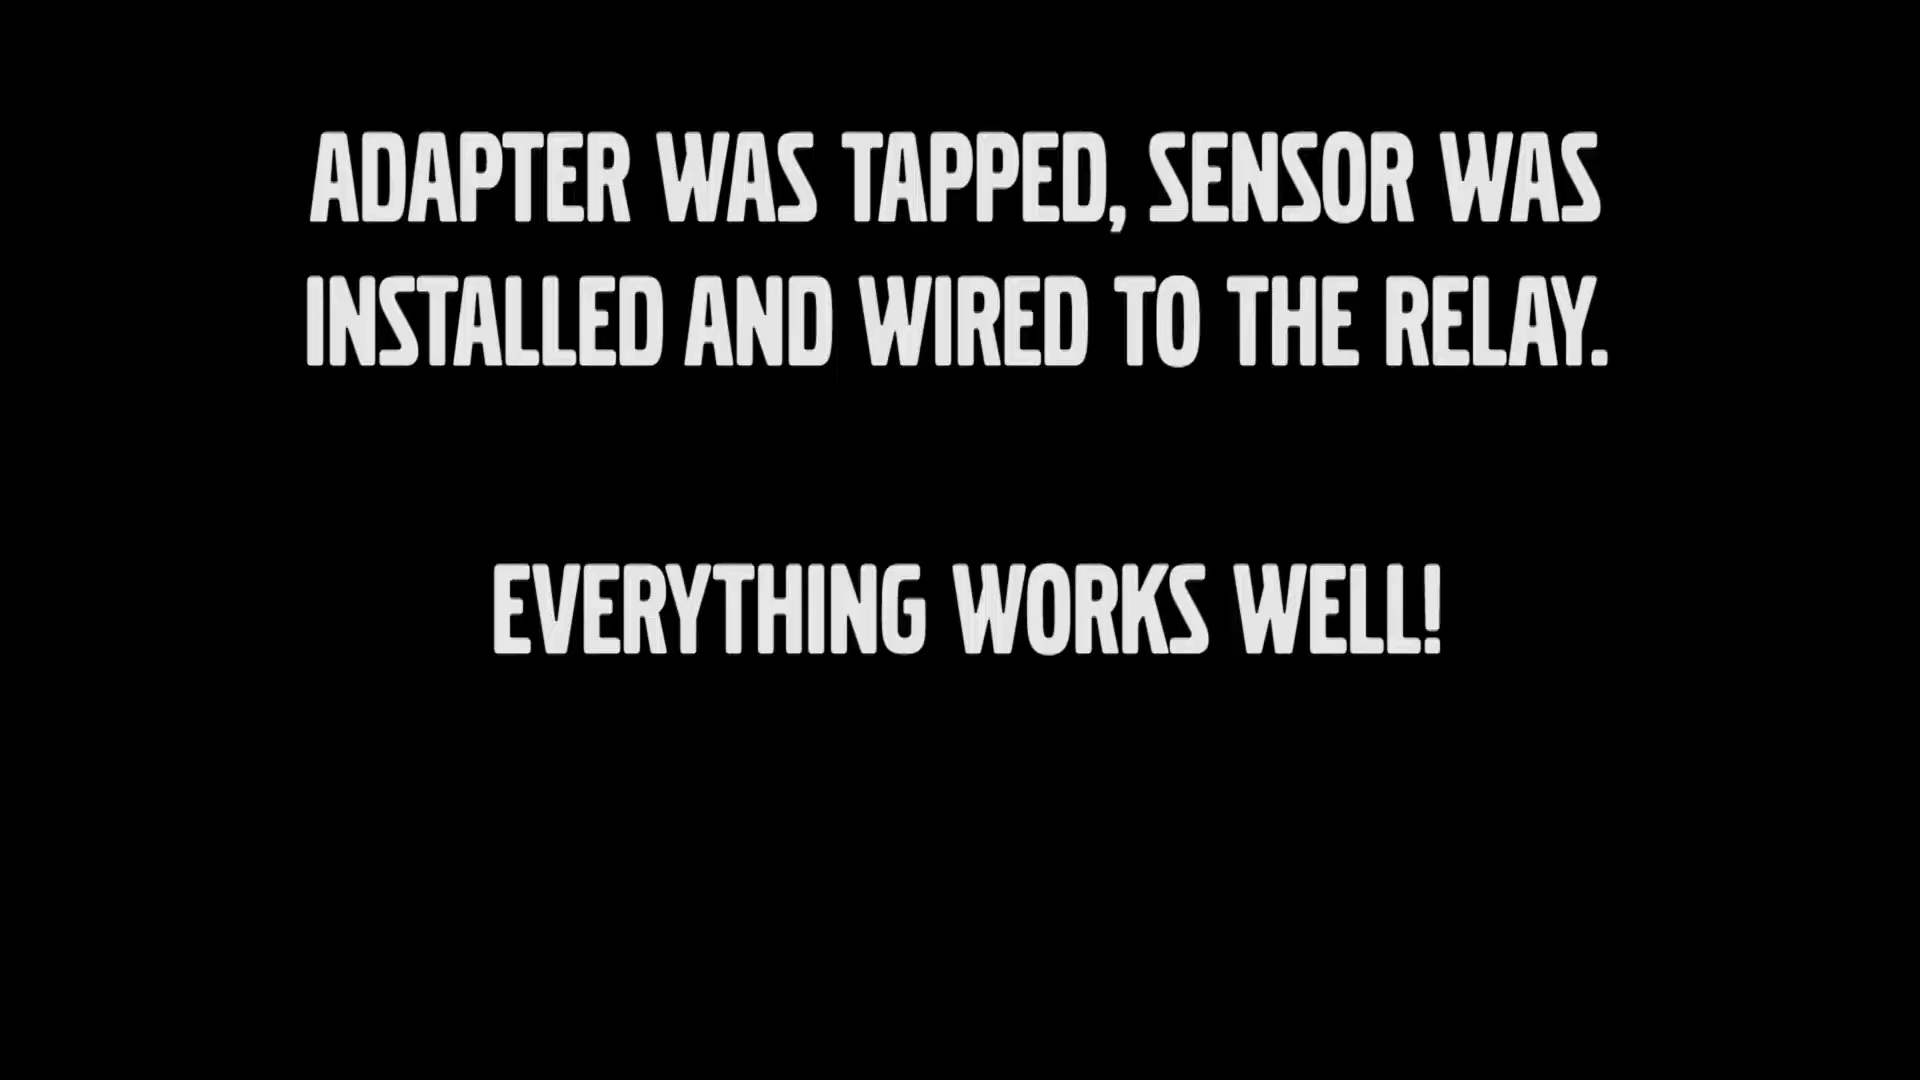 ADAPTER WAS TAPPED, SENSOR WAS
INSTALLED AND WIRED TO THE RELAY.
EVERYTHING WORKS WELL!